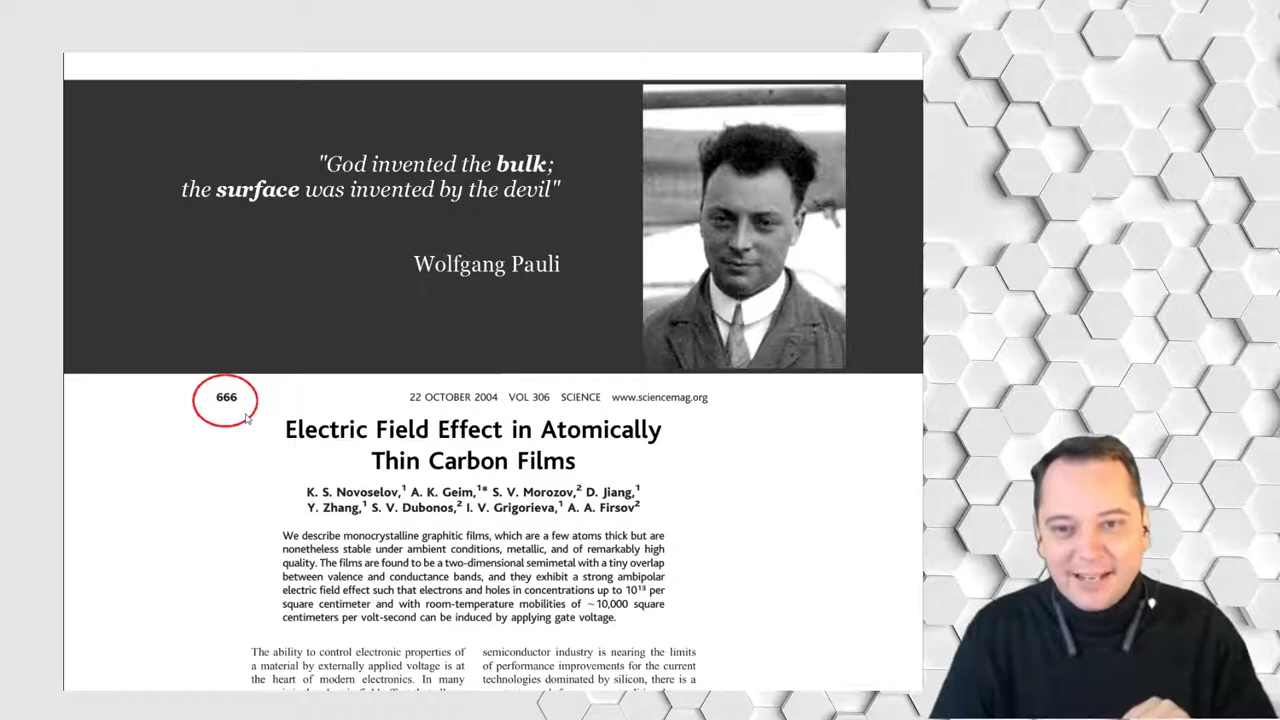 "God invented the bulk;
the surface was invented by the devil"
Wolfgang Pauli
666 22 OCTOBER 2004 VOL 306 SCIENCE www.sciencemag.org
Electric Field Effect in Atomically
Thin Carbon Films
K. S. Novoselov,¹ A. K. Geim,¹* S. V. Morozov,² D. Jiang,¹
Y. Zhang,¹ S. V. Dubonos,² I. V. Grigorieva,¹ A. A. Firsov²
We describe monocrystalline graphitic films, which are a few atoms thick but are
nonetheless stable under ambient conditions, metallic, and of remarkably high
quality. The films are found to be a two-dimensional semimetal with a tiny overlap
between valence and conductance bands, and they exhibit a strong ambipolar
electric field effect such that electrons and holes in concentrations up to 10¹³ per
square centimeter and with room-temperature mobilities of ~10,000 square
centimeters per volt-second can be induced by applying gate voltage.
The ability to control electronic properties of
a material by externally applied voltage is at
the heart of modern electronics. In many
semiconductor industry is nearing the limits
of performance improvements for the current
technologies dominated by silicon, there is a